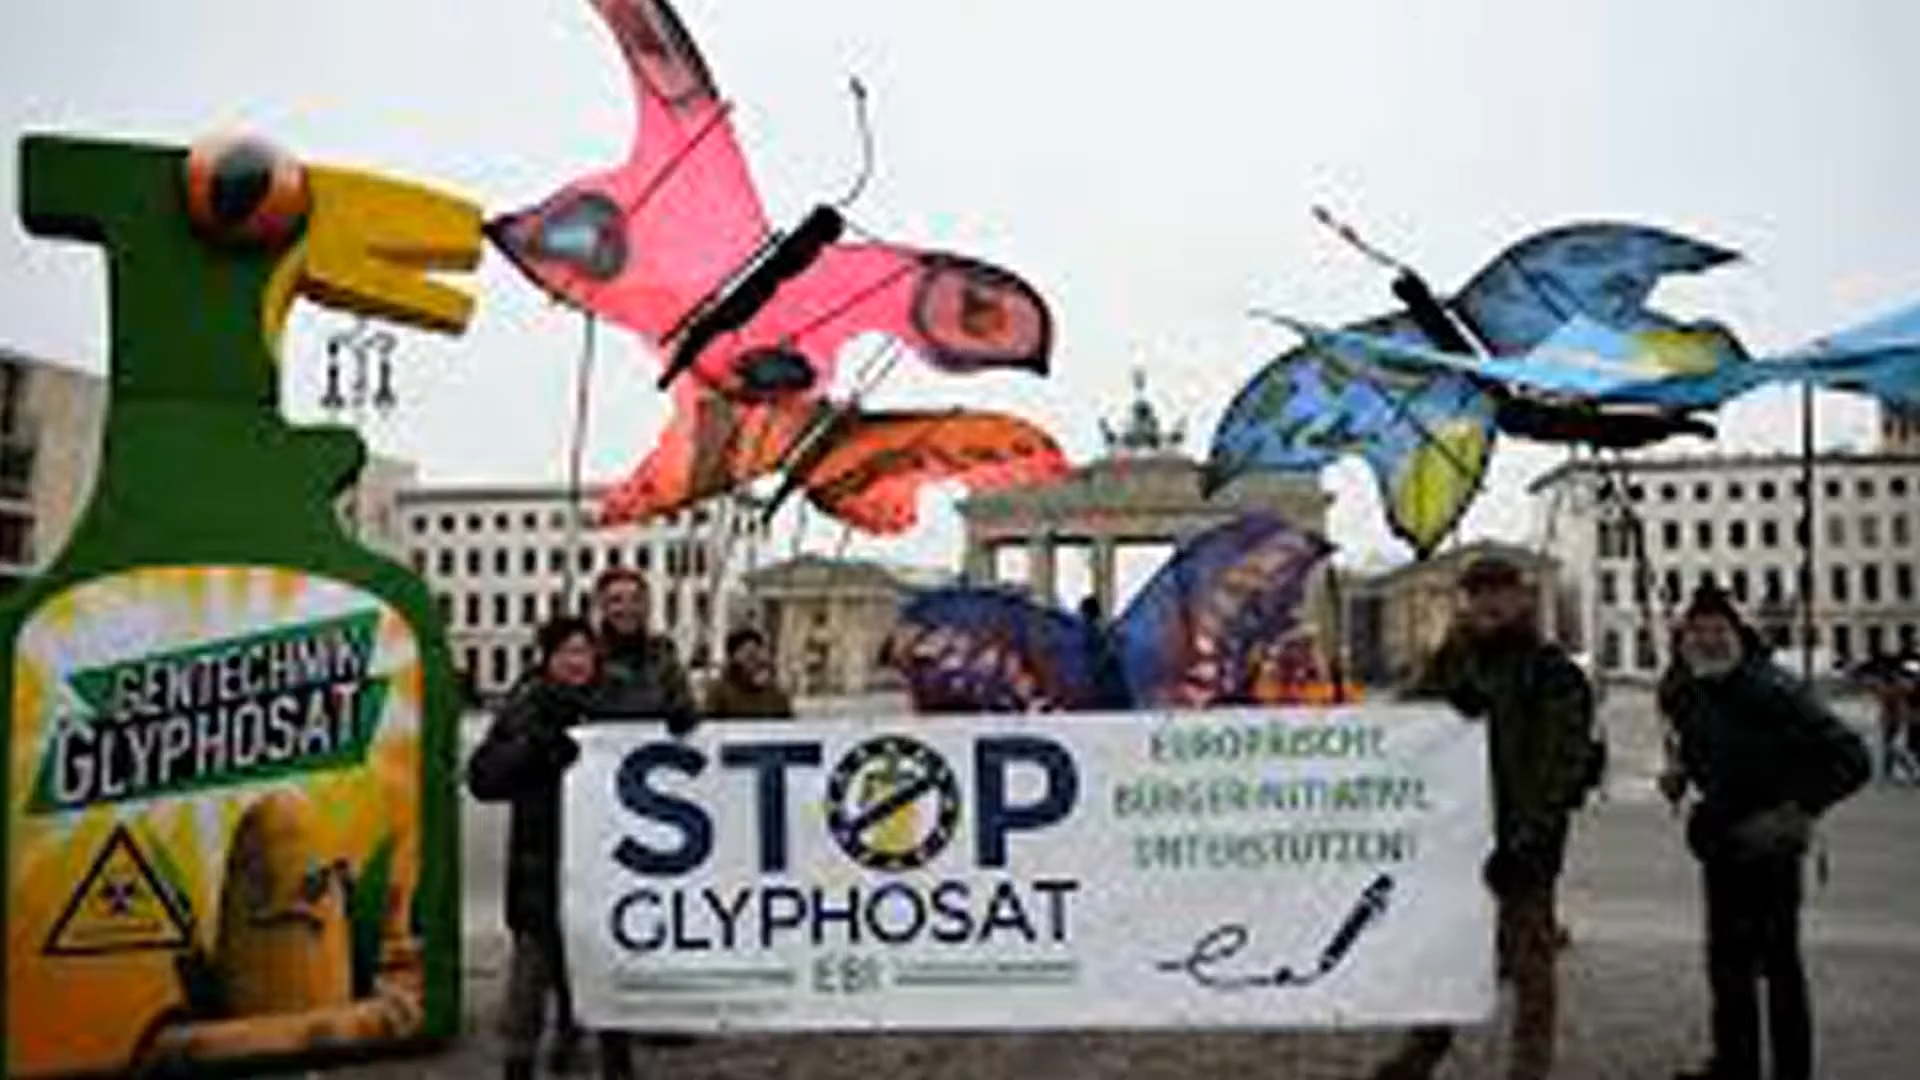 GENTECHNIK
GLYPHOSAT
STOP
GLYPHOSAT
EBI
EUROPÄISCHE
BÜRGERINITIATIVE
UNTERSTÜTZEN!